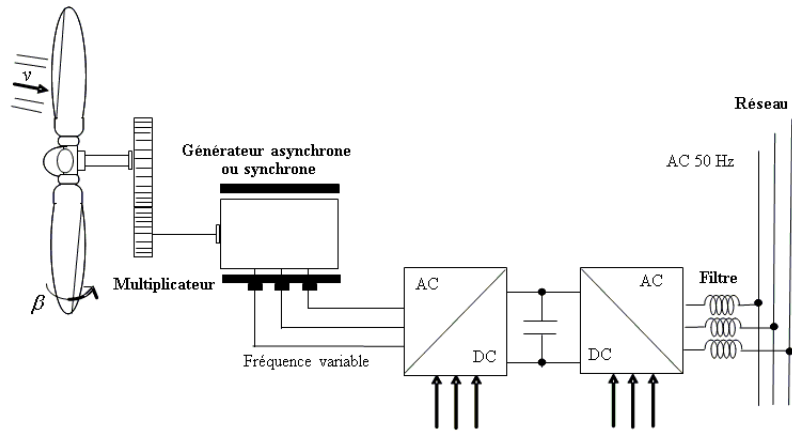 v
Réseau
Générateur asynchrone
ou synchrone
AC 50 Hz
Multiplicateur
AC
DC
AC
DC
Filtre
β
Fréquence variable